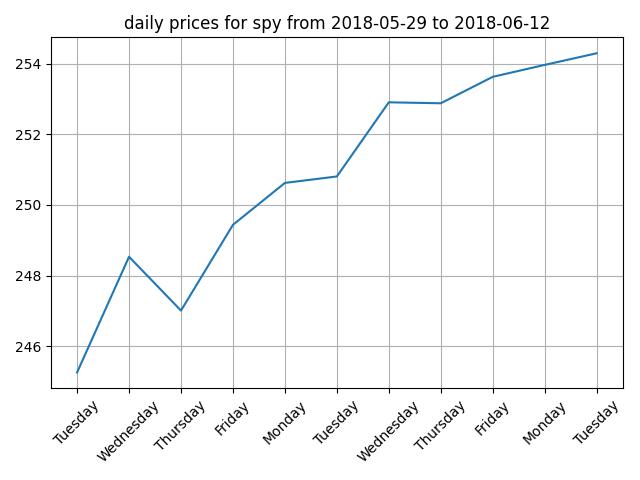 daily prices for spy from 2018-05-29 to 2018-06-12
254
252
250
248
246
Tuesday
Wednesday
Thursday
Friday
Monday
Tuesday
Wednesday
Thursday
Friday
Monday
Tuesday